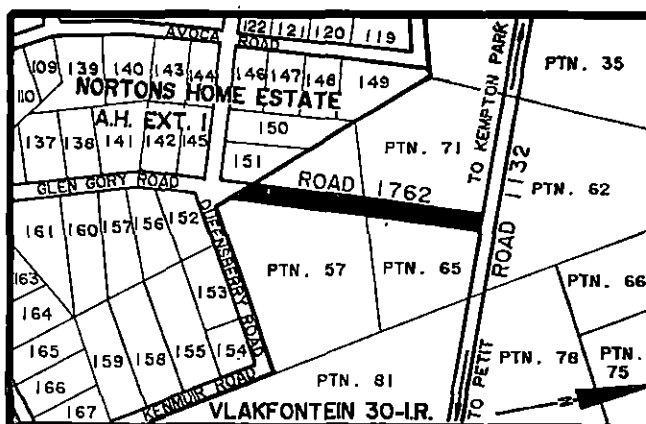 122 121 120 119
AVOCA ROAD
109 139 140 143 144 146 147 148 149
110
NORTONS HOME ESTATE
A.H. EXT. 1
137 138 141 142 145
150
151
GLEN GORY ROAD
ROAD 1762
PTN. 35
PTN. 71
TO KEMPTON PARK
ROAD 1132
PTN. 62
161 160 157 156 152
QUEENSBERRY ROAD
163
164
165
166
167
159 158 155 154
153
KENMUIR ROAD
PTN. 57
PTN. 65
PTN. 66
PTN. 78
PTN. 75
PTN. 81
TO PETIT
VLAKFONTEIN 30-I.R.
N